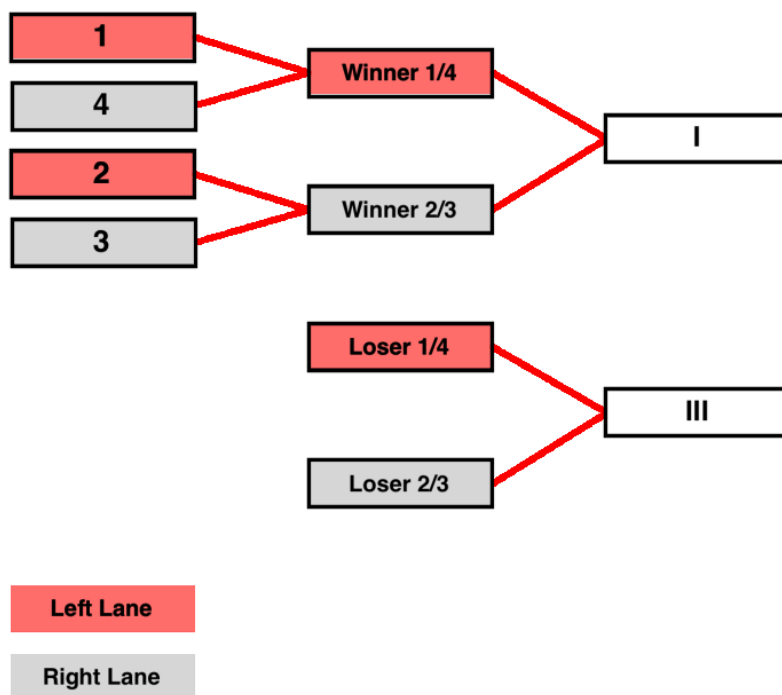 1
Winner 1/4
4
I
2
Winner 2/3
3
Loser 1/4
III
Loser 2/3
Left Lane
Right Lane